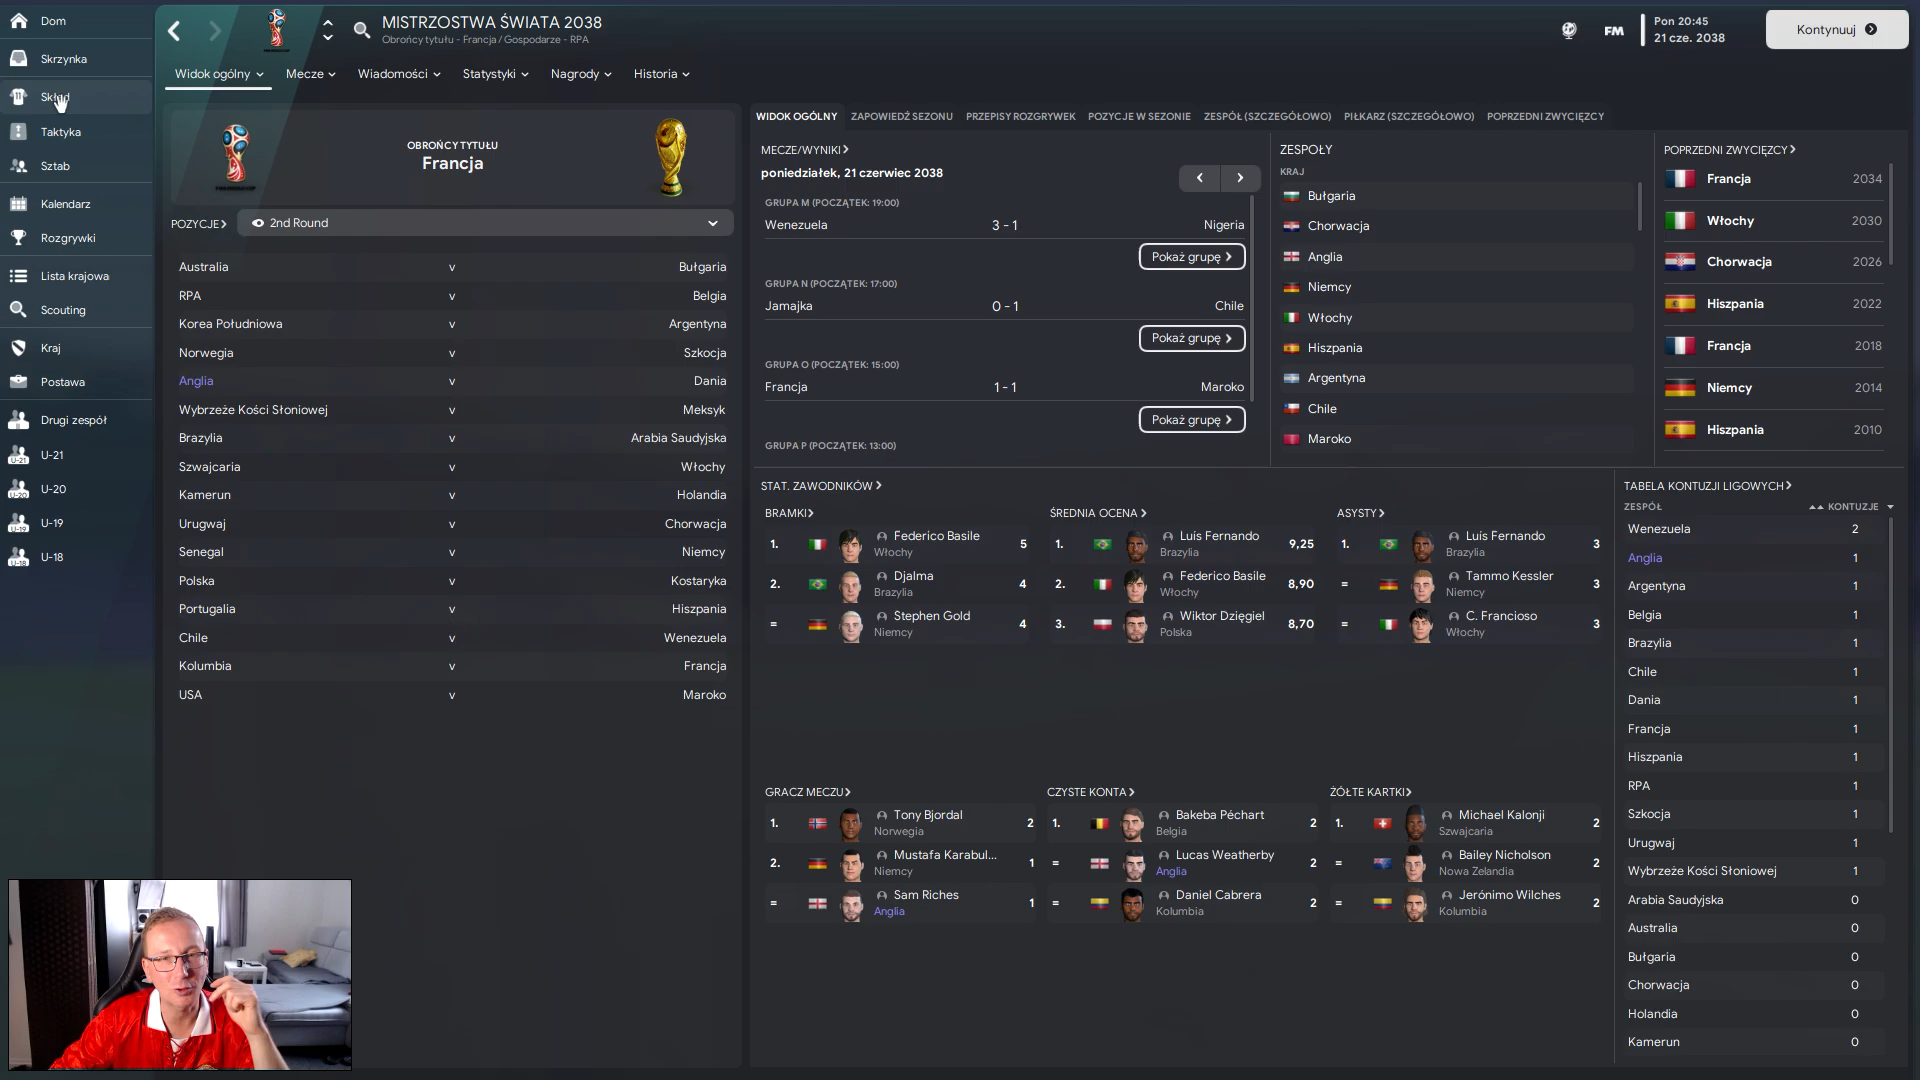 Dom
Skrzynka
Skład
Taktyka
Sztab
Kalendarz
Rozgrywki
Lista krajowa
Scouting
Kraj
Postawa
Drugi zespół
U-21
U-20
U-19
U-18
MISTRZOSTWA ŚWIATA 2038
Obrońcy tytułu - Francja / Gospodarze - RPA
FM
Pon 20:45
21 cze. 2038
Kontynuuj
Widok ogólny
Mecze
Wiadomości
Statystyki
Nagrody
Historia
OBROŃCY TYTUŁU
Francja
POZYCJE
2nd Round
Australia v Bułgaria
RPA v Belgia
Korea Południowa v Argentyna
Norwegia v Szkocja
Anglia v Dania
Wybrzeże Kości Słoniowej v Meksyk
Brazylia v Arabia Saudyjska
Szwajcaria v Włochy
Kamerun v Holandia
Urugwaj v Chorwacja
Senegal v Niemcy
Polska v Kostaryka
Portugalia v Hiszpania
Chile v Wenezuela
Kolumbia v Francja
USA v Maroko
WIDOK OGÓLNY
ZAPOWIEDŹ SEZONU
PRZEPISY ROZGRYWEK
POZYCJE W SEZONIE
ZESPÓŁ (SZCZEGÓŁOWO)
PIŁKARZ (SZCZEGÓŁOWO)
POPRZEDNI ZWYCIĘZCY
MECZE/WYNIKI
poniedziałek, 21 czerwiec 2038
GRUPA M (POCZĄTEK: 19:00)
Wenezuela 3 - 1 Nigeria
Pokaż grupę
GRUPA N (POCZĄTEK: 17:00)
Jamajka 0 - 1 Chile
Pokaż grupę
GRUPA O (POCZĄTEK: 15:00)
Francja 1 - 1 Maroko
Pokaż grupę
GRUPA P (POCZĄTEK: 13:00)
ZESPOŁY
KRAJ
Bułgaria
Chorwacja
Anglia
Niemcy
Włochy
Hiszpania
Argentyna
Chile
Maroko
POPRZEDNI ZWYCIĘZCY
Francja 2034
Włochy 2030
Chorwacja 2026
Hiszpania 2022
Francja 2018
Niemcy 2014
Hiszpania 2010
STAT. ZAWODNIKÓW
BRAMKI
1. Federico Basile 5
Włochy
2. Djalma 4
Brazylia
= Stephen Gold 4
Niemcy
ŚREDNIA OCENA
1. Luís Fernando 9,25
Brazylia
2. Federico Basile 8,90
Włochy
3. Wiktor Dzięgiel 8,70
Polska
ASYSTY
1. Luís Fernando 3
Brazylia
= Tammo Kessler 3
Niemcy
= C. Francioso 3
Włochy
GRACZ MECZU
1. Tony Bjordal 2
Norwegia
2. Mustafa Karabul... 1
Niemcy
= Sam Riches 1
Anglia
CZYSTE KONTA
1. Bakeba Péchart 2
Belgia
= Lucas Weatherby 2
Anglia
= Daniel Cabrera 2
Kolumbia
ŻÓŁTE KARTKI
1. Michael Kalonji 2
Szwajcaria
= Bailey Nicholson 2
Nowa Zelandia
= Jerónimo Wilches 2
Kolumbia
TABELA KONTUZJI LIGOWYCH
ZESPÓŁ KONTUZJE
Wenezuela 2
Anglia 1
Argentyna 1
Belgia 1
Brazylia 1
Chile 1
Dania 1
Francja 1
Hiszpania 1
RPA 1
Szkocja 1
Urugwaj 1
Wybrzeże Kości Słoniowej 1
Arabia Saudyjska 0
Australia 0
Bułgaria 0
Chorwacja 0
Holandia 0
Kamerun 0